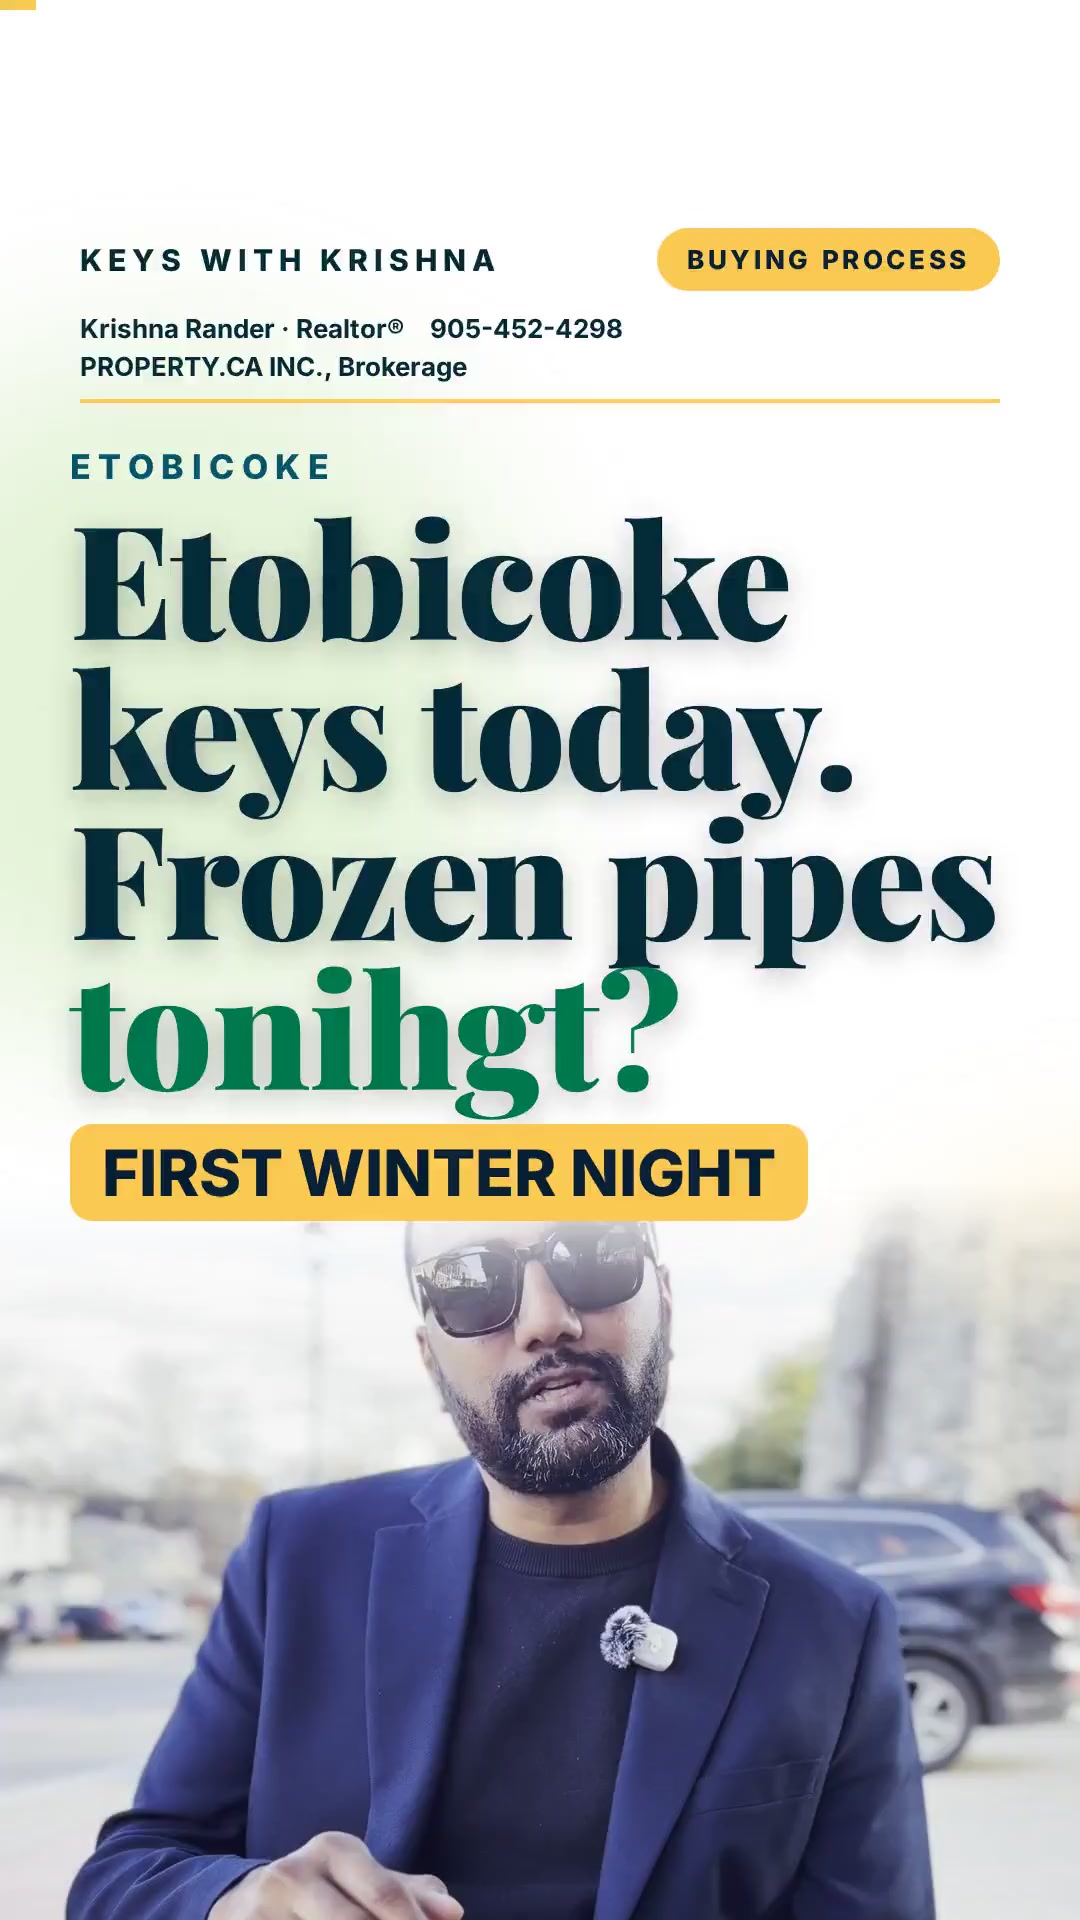 KEYS WITH KRISHNA
BUYING PROCESS
Krishna Rander · Realtor® 905-452-4298
PROPERTY.CA INC., Brokerage
ETOBICOKE
Etobicoke
keys today.
Frozen pipes
tonihgt?
FIRST WINTER NIGHT